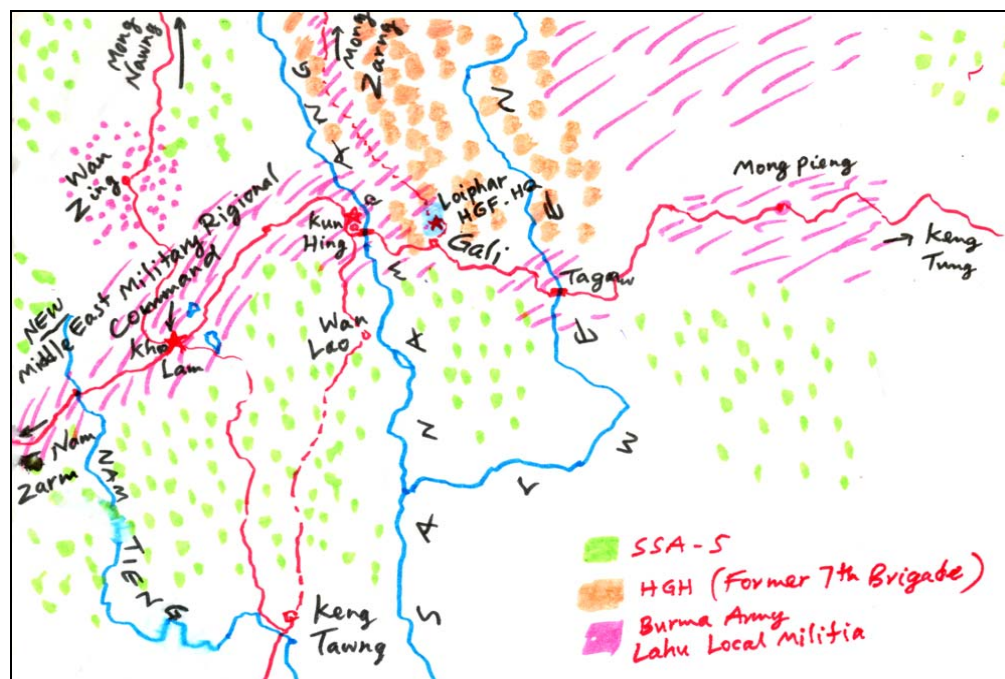 Mong
Nawng
Mong
Zarng
Wan
Zing
Mong Pieng
Loiphar
HGF-HQ
Kun
Hing
Gali
Keng
Tung
Tagaw
NEW
Middle East Military Rigional
Command
Kho
Lam
Wan
Lao
Nam
Zarm
NAM TIENG
Keng
Tawng
SSA-S
HGH (Former 7th Brigade)
Burma Army
Lahu Local Militia